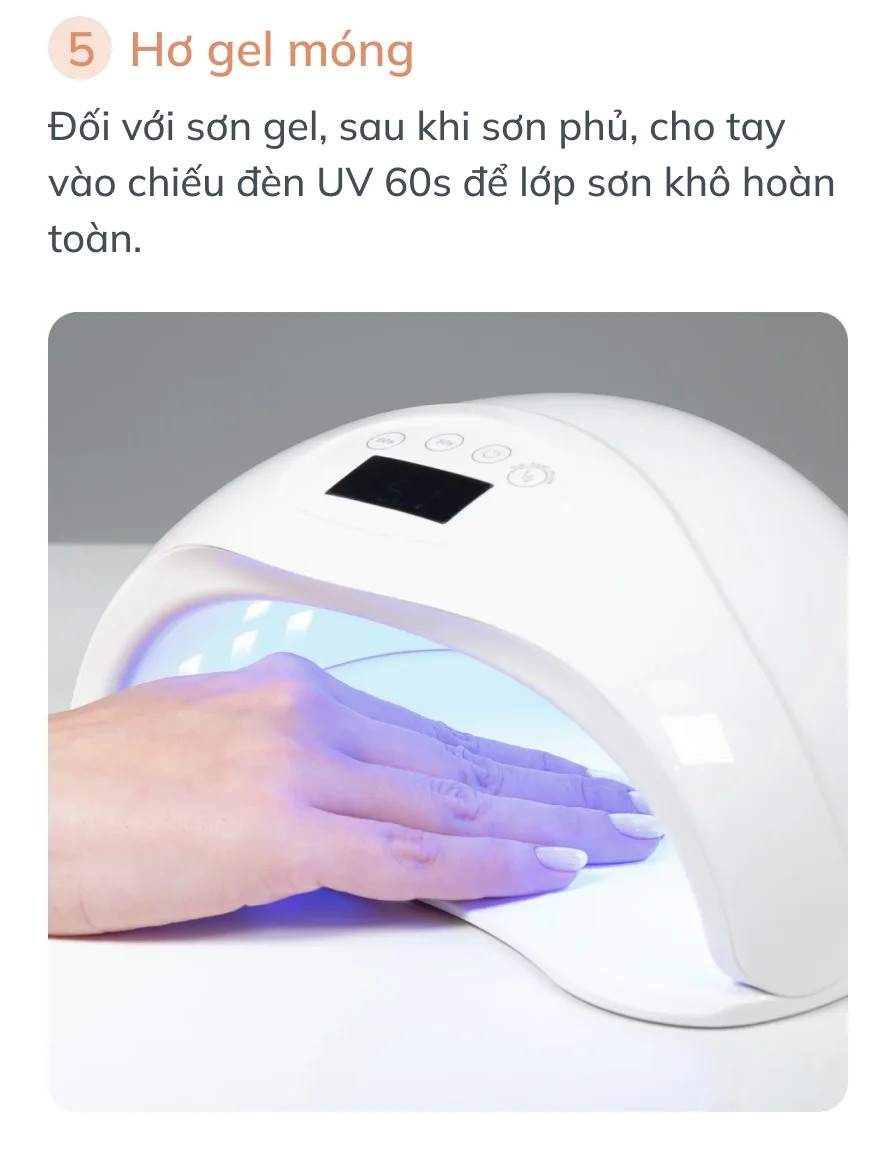 5 Hơ gel móng
Đối với sơn gel, sau khi sơn phủ, cho tay
vào chiếu đèn UV 60s để lớp sơn khô hoàn
toàn.